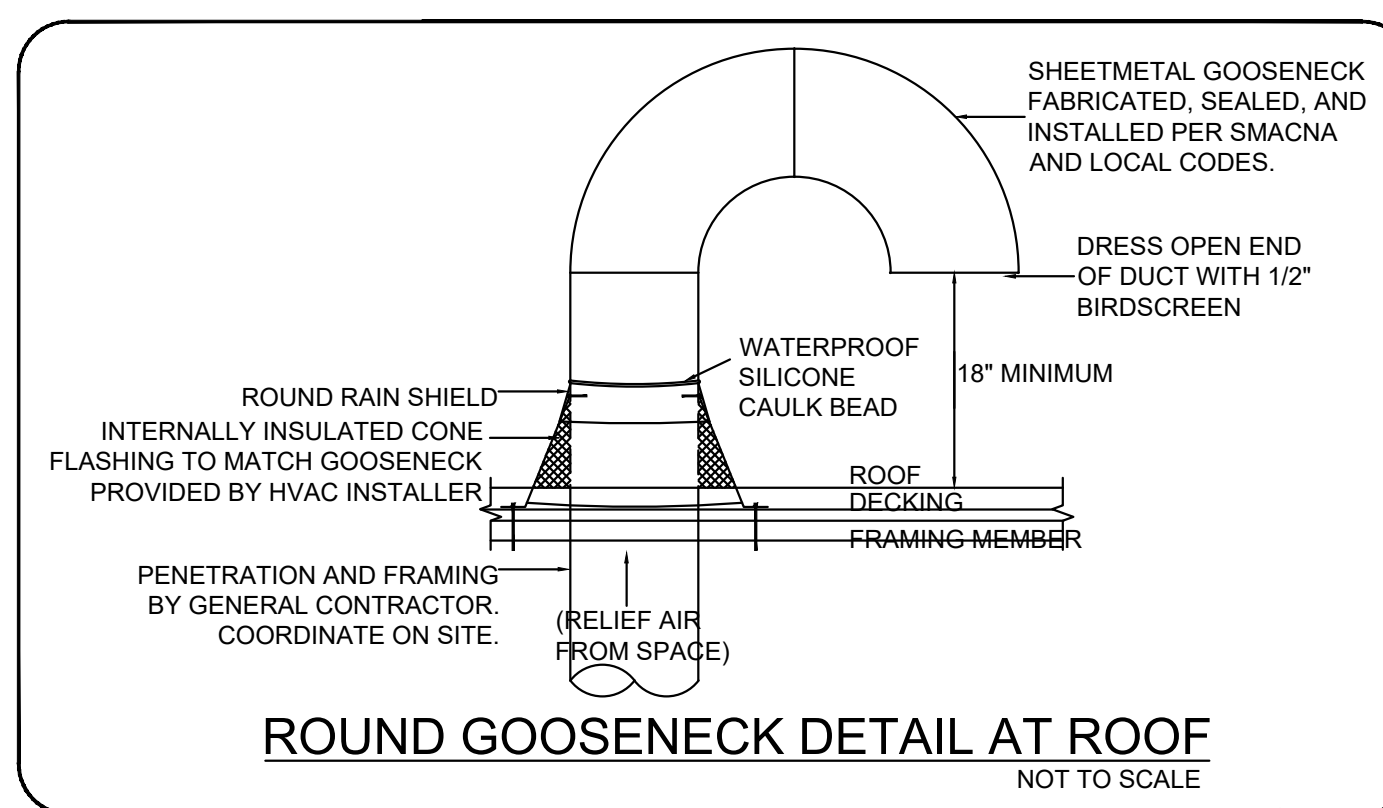 SHEETMETAL GOOSENECK
FABRICATED, SEALED, AND
INSTALLED PER SMACNA
AND LOCAL CODES.
DRESS OPEN END
OF DUCT WITH 1/2"
BIRDSCREEN
WATERPROOF
SILICONE
CAULK BEAD
18" MINIMUM
ROUND RAIN SHIELD
INTERNALLY INSULATED CONE
FLASHING TO MATCH GOOSENECK
PROVIDED BY HVAC INSTALLER
ROOF
DECKING
FRAMING MEMBER
PENETRATION AND FRAMING
BY GENERAL CONTRACTOR.
COORDINATE ON SITE.
(RELIEF AIR
FROM SPACE)
ROUND GOOSENECK DETAIL AT ROOF
NOT TO SCALE